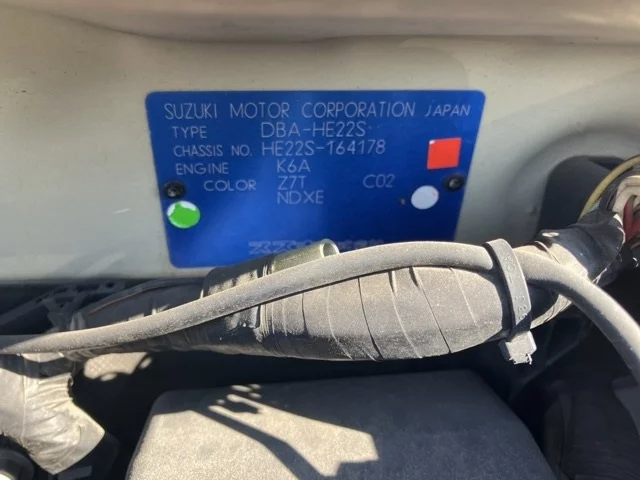 SUZUKI MOTOR CORPORATION JAPAN
TYPE DBA-HE22S
CHASSIS NO. HE22S-164178
ENGINE K6A
COLOR Z7T C02
NDXE